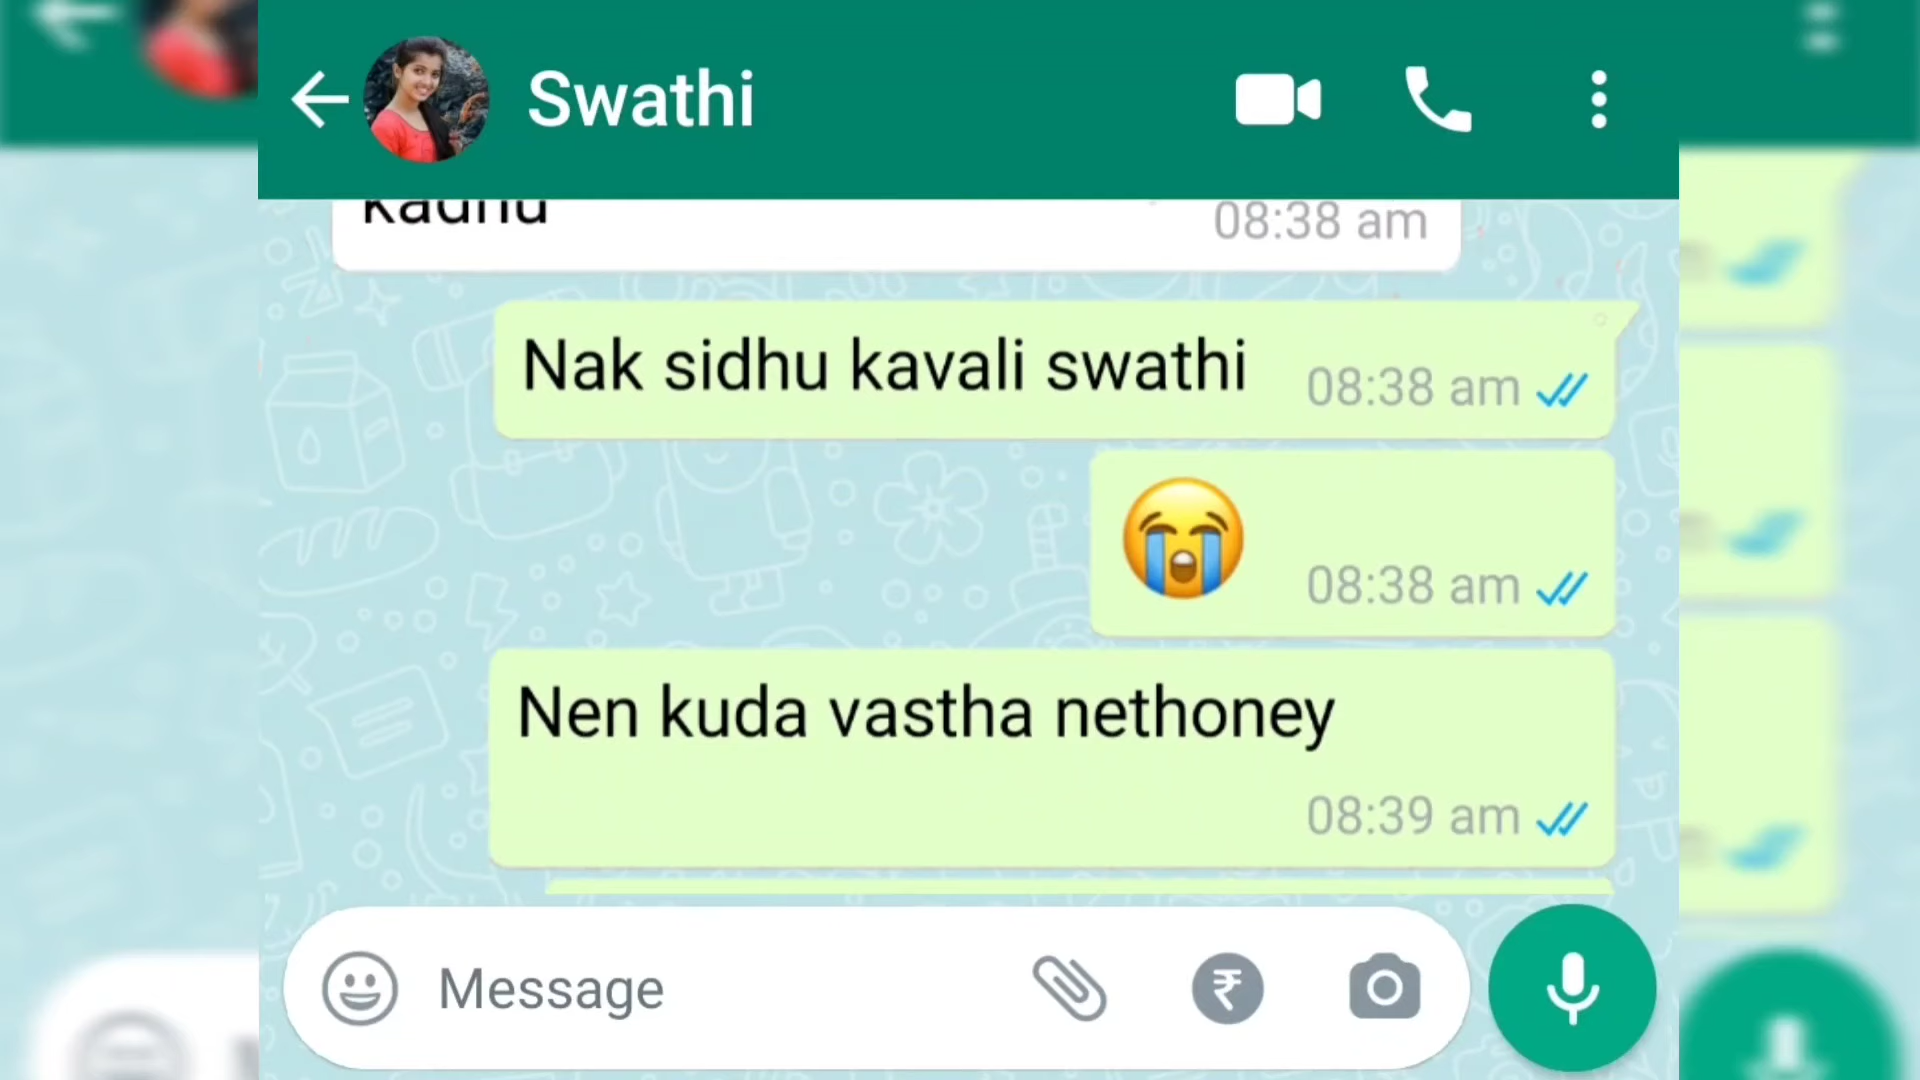 Swathi
kadhu
08:38 am
Nak sidhu kavali swathi
08:38 am
😭
08:38 am
Nen kuda vastha nethoney
08:39 am
Message